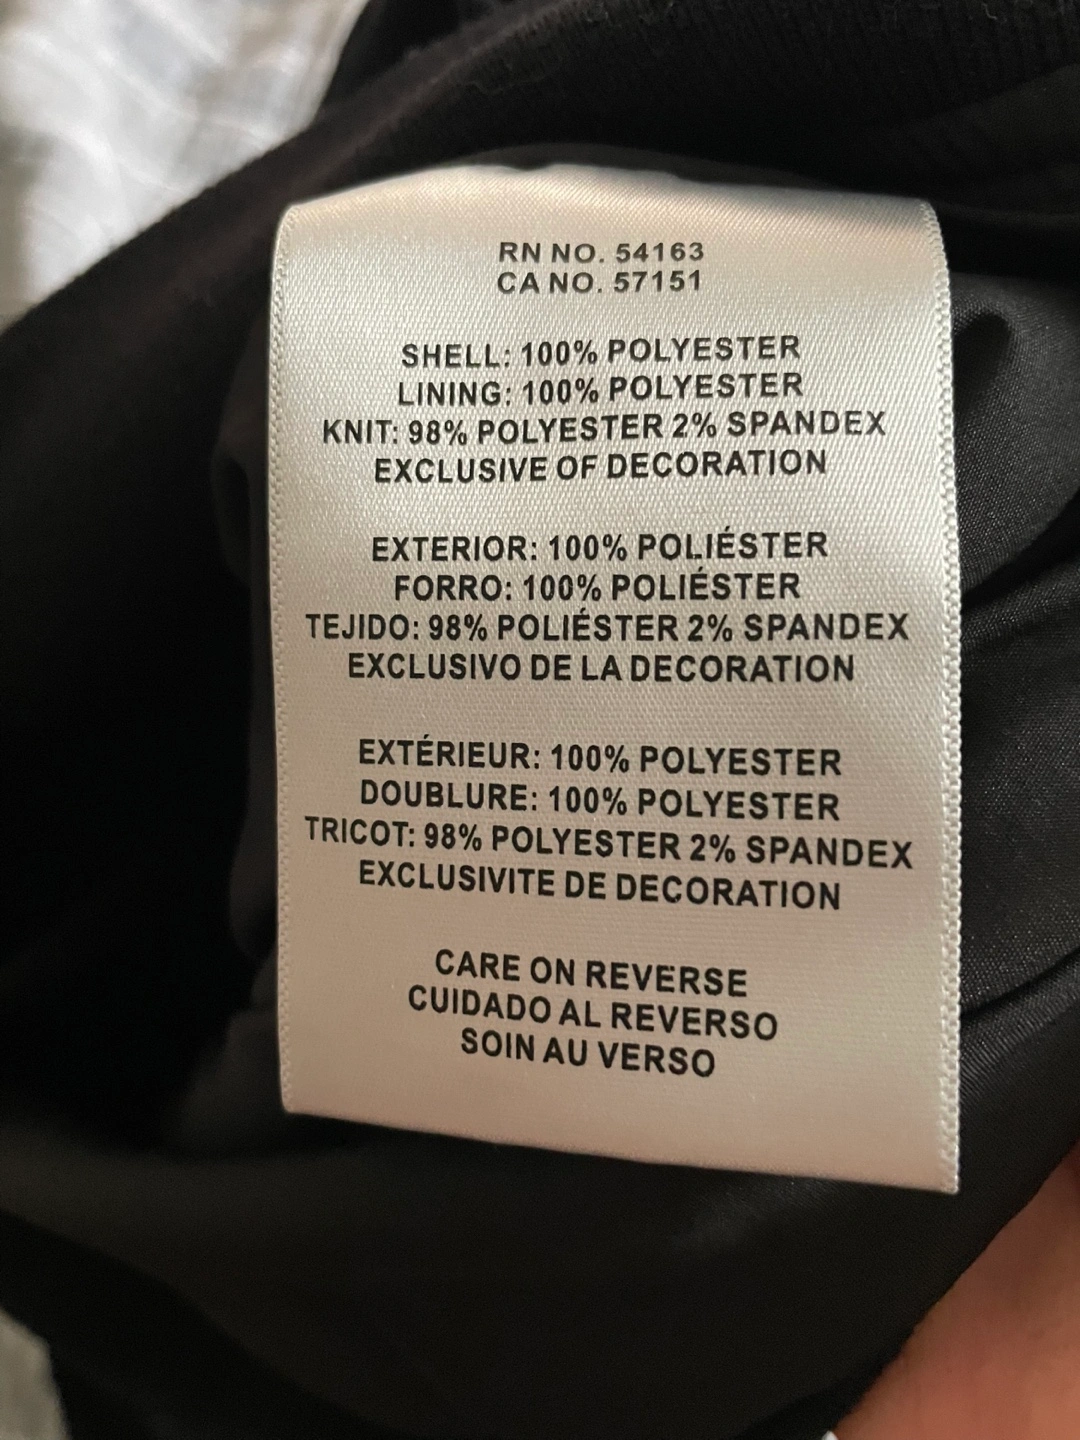 RN NO. 54163
CA NO. 57151
SHELL: 100% POLYESTER
LINING: 100% POLYESTER
KNIT: 98% POLYESTER 2% SPANDEX
EXCLUSIVE OF DECORATION
EXTERIOR: 100% POLIÉSTER
FORRO: 100% POLIÉSTER
TEJIDO: 98% POLIÉSTER 2% SPANDEX
EXCLUSIVO DE LA DECORATION
EXTÉRIEUR: 100% POLYESTER
DOUBLURE: 100% POLYESTER
TRICOT: 98% POLYESTER 2% SPANDEX
EXCLUSIVITE DE DECORATION
CARE ON REVERSE
CUIDADO AL REVERSO
SOIN AU VERSO